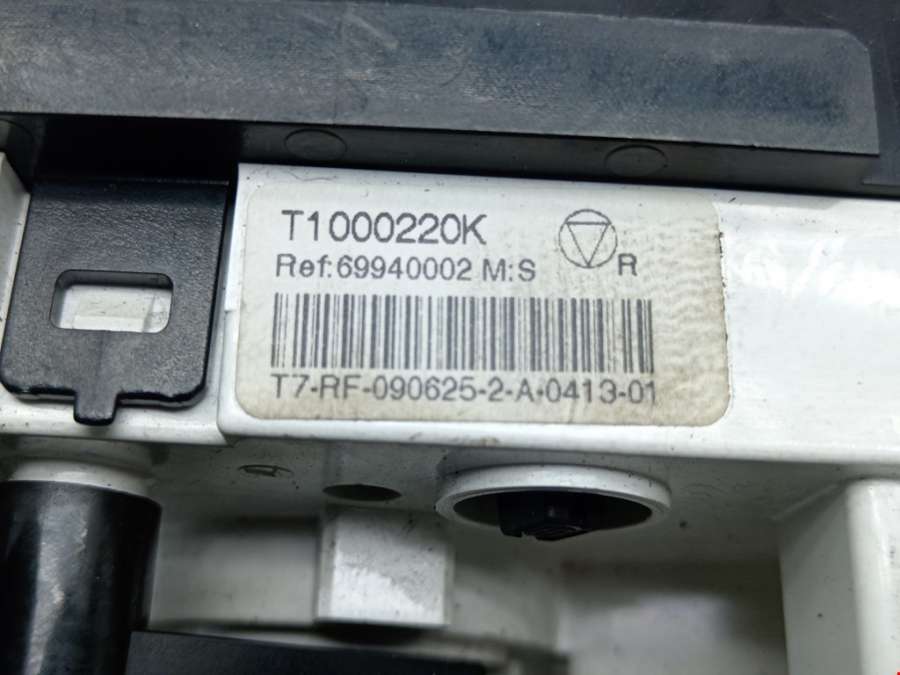 T1000220K
R
Ref:69940002 M:S
T7-RF-090625-2-A-0413-01